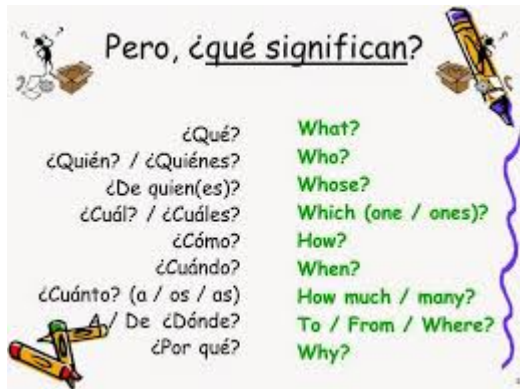 Pero, ¿qué significan?
¿Qué? What?
¿Quién? / ¿Quiénes? Who?
¿De quien(es)? Whose?
¿Cuál? / ¿Cuáles? Which (one / ones)?
¿Cómo? How?
¿Cuándo? When?
¿Cuánto? (a / os / as) How much / many?
A / De ¿Dónde? To / From / Where?
¿Por qué? Why?